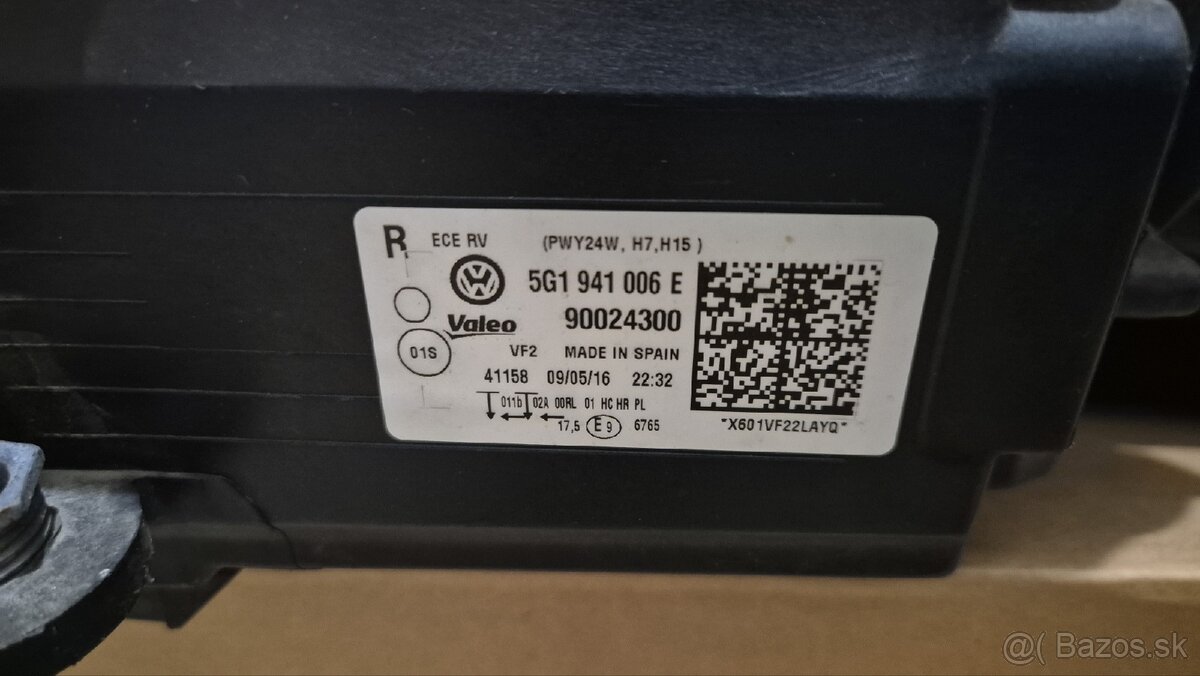 R ECE RV (PWY24W, H7,H15 )
5G1 941 006 E
Valeo 90024300
01S VF2 MADE IN SPAIN
41158 09/05/16 22:32
011b 02A 00RL 01 HC HR PL
17,5 E9 6765
"X601VF22LAYQ"
@( Bazos.sk